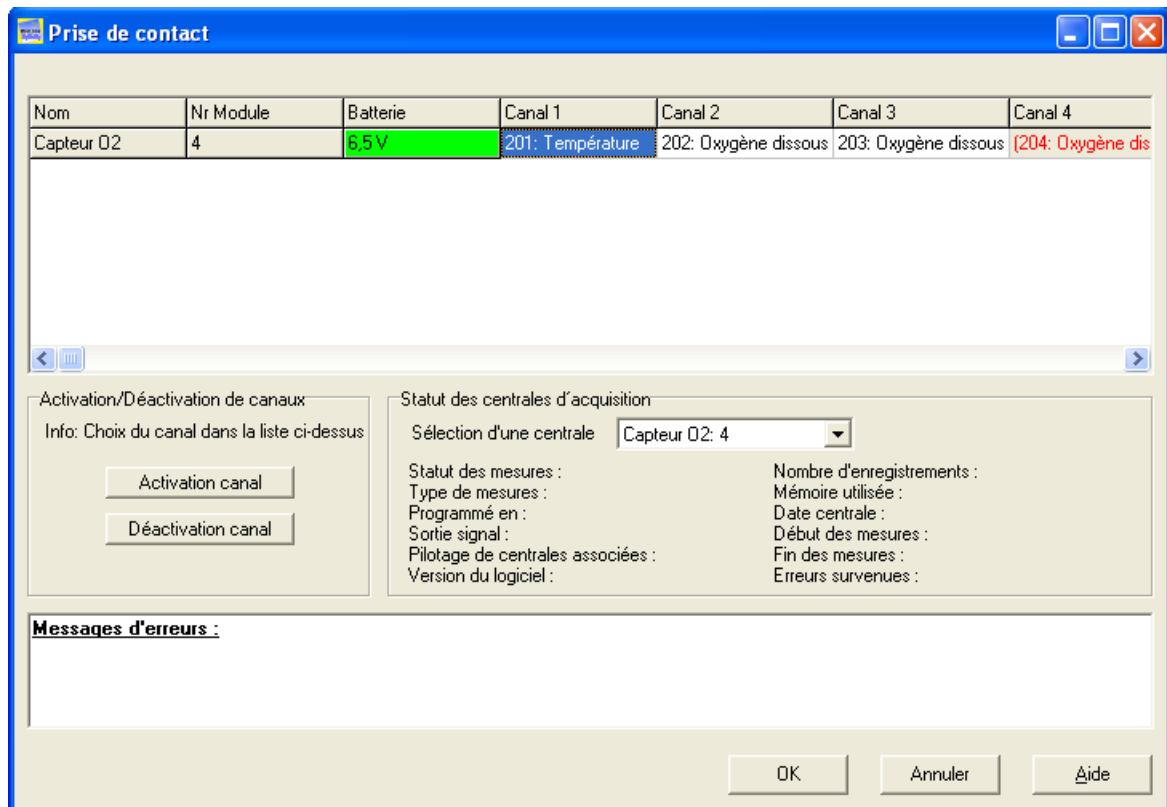 Prise de contact
Nom Nr Module Batterie Canal 1 Canal 2 Canal 3 Canal 4
Capteur O2 4 6,5 V 201: Température 202: Oxygène dissous 203: Oxygène dissous (204: Oxygène dis
Activation/Déactivation de canaux
Info: Choix du canal dans la liste ci-dessus
Activation canal
Déactivation canal
Statut des centrales d´acquisition
Sélection d'une centrale Capteur O2: 4
Statut des mesures : Nombre d'enregistrements :
Type de mesures : Mémoire utilisée :
Programmé en : Date centrale :
Sortie signal : Début des mesures :
Pilotage de centrales associées : Fin des mesures :
Version du logiciel : Erreurs survenues :
Messages d'erreurs :
OK Annuler Aide